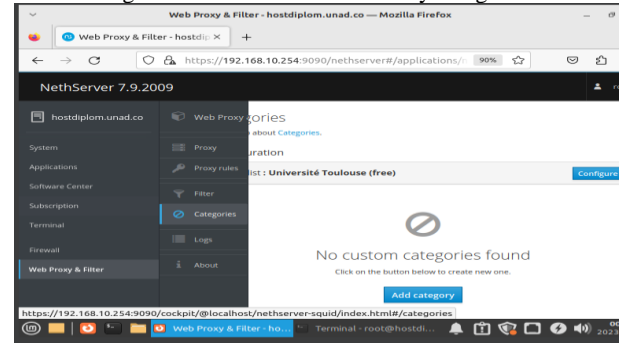 Web Proxy & Filter - hostdiplom.unad.co — Mozilla Firefox
Web Proxy & Filter - hostdip
https://192.168.10.254:9090/nethserver#/applications/
90%
NethServer 7.9.2009
hostdiplom.unad.co
System
Applications
Software Center
Subscription
Terminal
Firewall
Web Proxy & Filter
Web Proxy
Proxy
Proxy rules
Filter
Categories
Logs
About
ories
about Categories.
uration
list : Université Toulouse (free)
Configure
No custom categories found
Click on the button below to create new one.
Add category
https://192.168.10.254:9090/cockpit/@localhost/nethserver-squid/index.html#/categories
Web Proxy & Filter - ho...
Terminal - root@hostdi...
2023